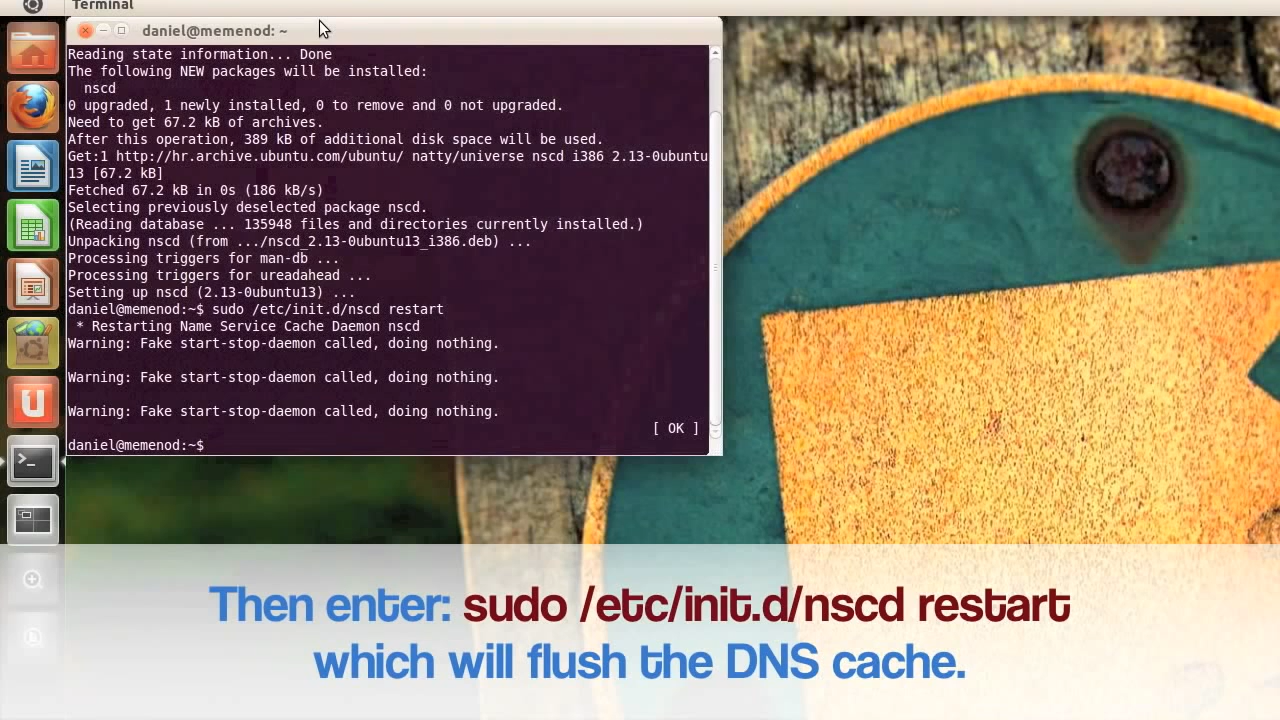 Terminal
daniel@memenod: ~
Reading state information... Done
The following NEW packages will be installed:
  nscd
0 upgraded, 1 newly installed, 0 to remove and 0 not upgraded.
Need to get 67.2 kB of archives.
After this operation, 389 kB of additional disk space will be used.
Get:1 http://hr.archive.ubuntu.com/ubuntu/ natty/universe nscd i386 2.13-0ubuntu
13 [67.2 kB]
Fetched 67.2 kB in 0s (186 kB/s)
Selecting previously deselected package nscd.
(Reading database ... 135948 files and directories currently installed.)
Unpacking nscd (from .../nscd_2.13-0ubuntu13_i386.deb) ...
Processing triggers for man-db ...
Processing triggers for ureadahead ...
Setting up nscd (2.13-0ubuntu13) ...
daniel@memenod:~$ sudo /etc/init.d/nscd restart
 * Restarting Name Service Cache Daemon nscd
Warning: Fake start-stop-daemon called, doing nothing.
Warning: Fake start-stop-daemon called, doing nothing.
Warning: Fake start-stop-daemon called, doing nothing.
[ OK ]
daniel@memenod:~$
Then enter: sudo /etc/init.d/nscd restart
which will flush the DNS cache.